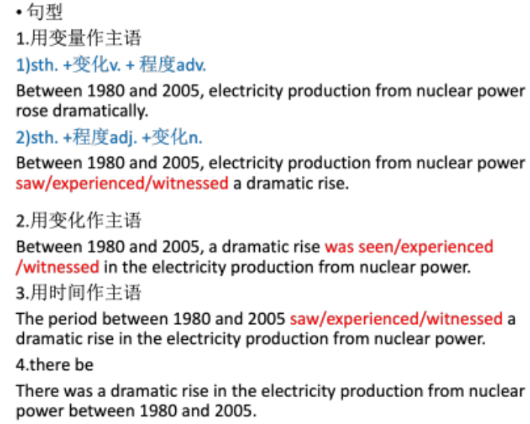 • 句型
1.用变量作主语
1)sth. +变化v. + 程度adv.
Between 1980 and 2005, electricity production from nuclear power
rose dramatically.
2)sth. +程度adj. +变化n.
Between 1980 and 2005, electricity production from nuclear power
saw/experienced/witnessed a dramatic rise.
2.用变化作主语
Between 1980 and 2005, a dramatic rise was seen/experienced
/witnessed in the electricity production from nuclear power.
3.用时间作主语
The period between 1980 and 2005 saw/experienced/witnessed a
dramatic rise in the electricity production from nuclear power.
4.there be
There was a dramatic rise in the electricity production from nuclear
power between 1980 and 2005.